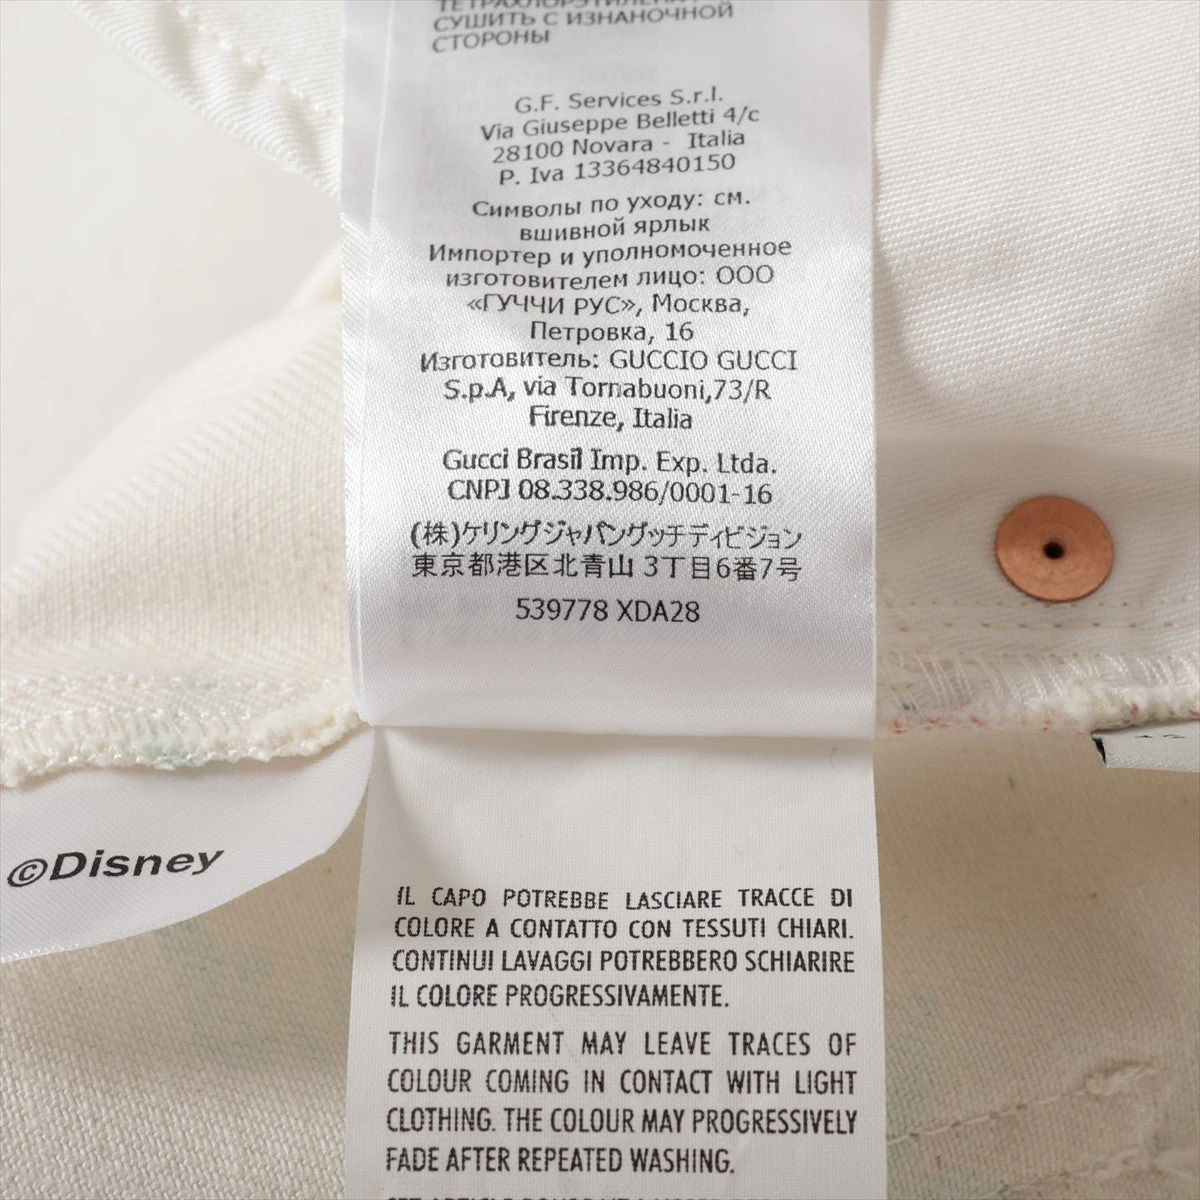 ТЕТРАХЛОРЭТИЛЕНА
СУШИТЬ С ИЗНАНОЧНОЙ
СТОРОНЫ
G.F. Services S.r.l.
Via Giuseppe Belletti 4/c
28100 Novara - Italia
P. Iva 13364840150
Символы по уходу: см.
вшивной ярлык
Импортер и уполномоченное
изготовителем лицо: ООО
«ГУЧЧИ РУС», Москва,
Петровка, 16
Изготовитель: GUCCIO GUCCI
S.p.A, via Tornabuoni,73/R
Firenze, Italia
Gucci Brasil Imp. Exp. Ltda.
CNPJ 08.338.986/0001-16
(株)ケリングジャパングッチディビジョン
東京都港区北青山 3丁目6番7号
539778 XDA28
©Disney
IL CAPO POTREBBE LASCIARE TRACCE DI
COLORE A CONTATTO CON TESSUTI CHIARI.
CONTINUI LAVAGGI POTREBBERO SCHIARIRE
IL COLORE PROGRESSIVAMENTE.
THIS GARMENT MAY LEAVE TRACES OF
COLOUR COMING IN CONTACT WITH LIGHT
CLOTHING. THE COLOUR MAY PROGRESSIVELY
FADE AFTER REPEATED WASHING.